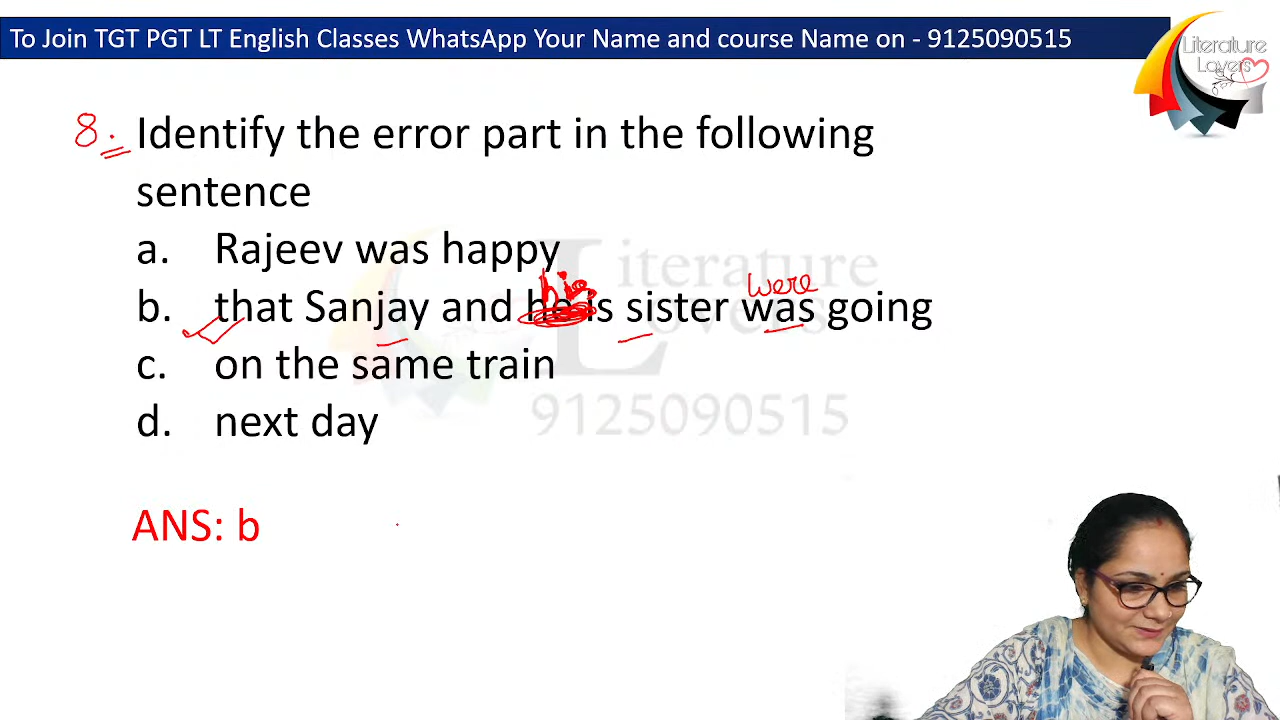 To Join TGT PGT LT English Classes WhatsApp Your Name and course Name on - 9125090515
Literature
Lovers
8. Identify the error part in the following
sentence
a. Rajeev was happy
his were
b. that Sanjay and he is sister was going
c. on the same train
d. next day
Literature
Lovers
9125090515
ANS: b